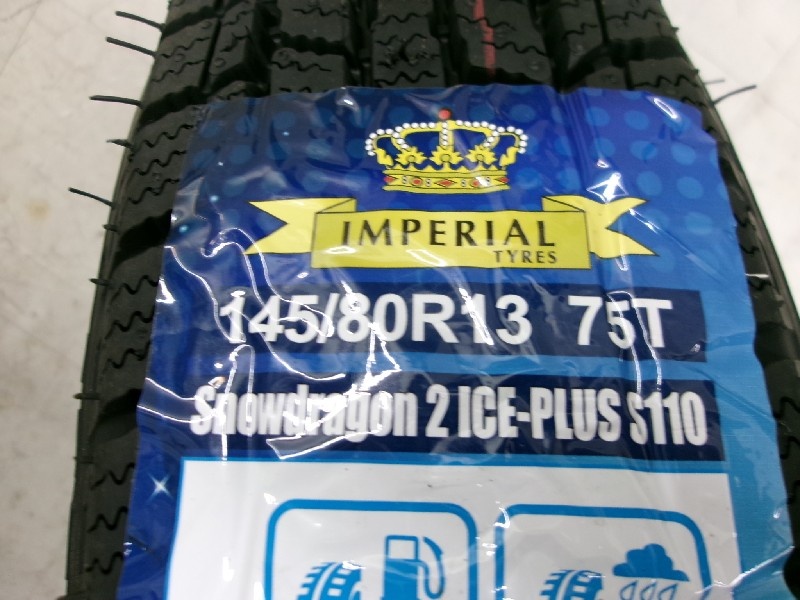 IMPERIAL
TYRES
145/80R13 75T
Snowdragon 2 ICE-PLUS S110